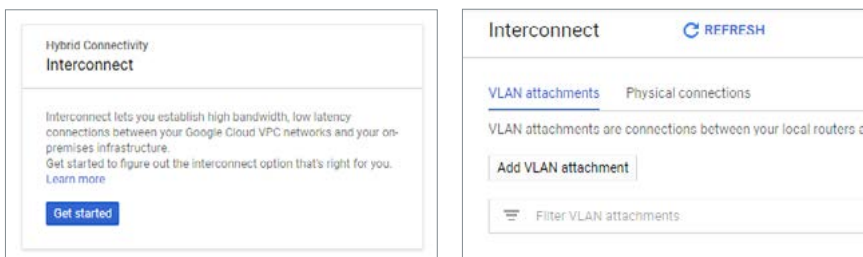 Hybrid Connectivity
Interconnect
Interconnect lets you establish high bandwidth, low latency
connections between your Google Cloud VPC networks and your on-
premises infrastructure.
Get started to figure out the interconnect option that's right for you.
Learn more
Get started
Interconnect
REFRESH
VLAN attachments Physical connections
VLAN attachments are connections between your local routers a
Add VLAN attachment
Filter VLAN attachments